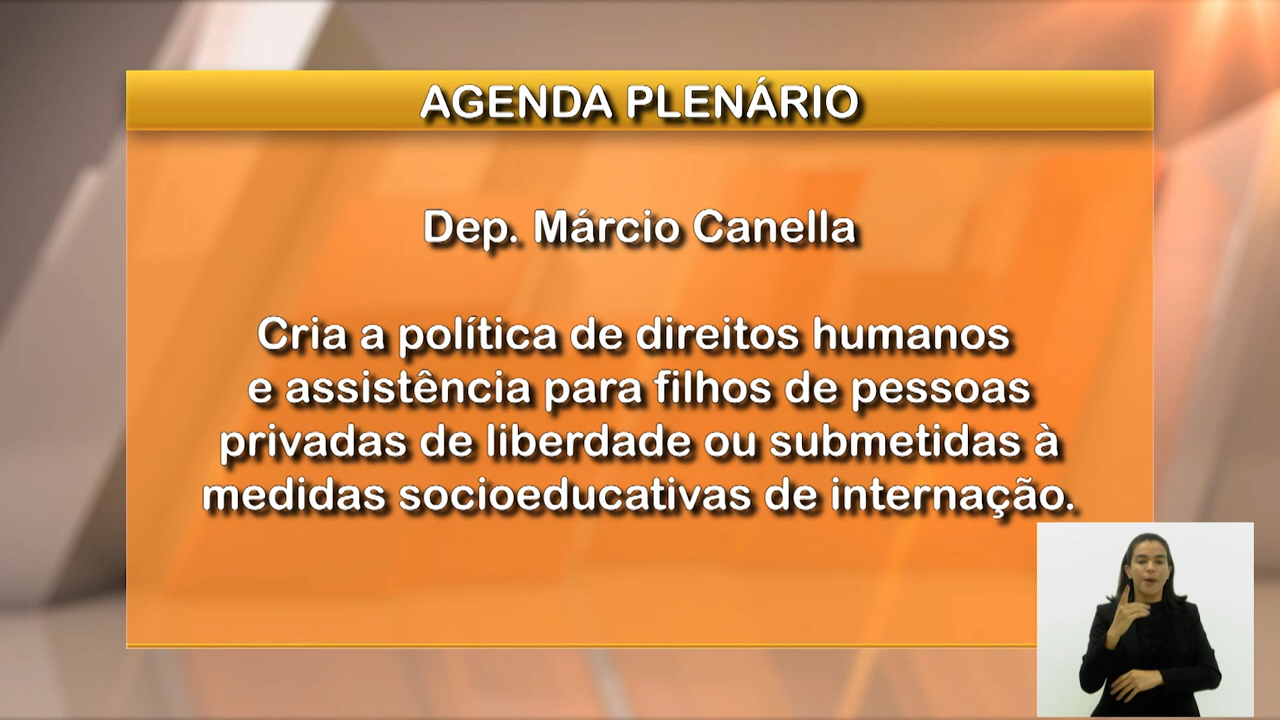 AGENDA PLENÁRIO
Dep. Márcio Canella
Cria a política de direitos humanos
e assistência para filhos de pessoas
privadas de liberdade ou submetidas à
medidas socioeducativas de internação.